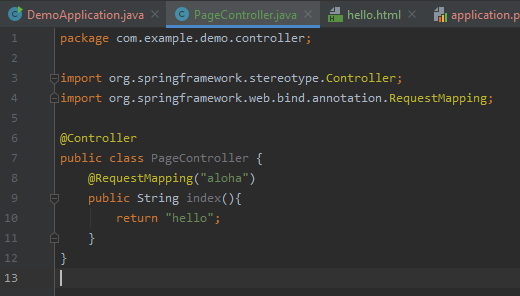 DemoApplication.java PageController.java hello.html application.p
1 package com.example.demo.controller;
2
3 import org.springframework.stereotype.Controller;
4 import org.springframework.web.bind.annotation.RequestMapping;
5
6 @Controller
7 public class PageController {
8 @RequestMapping("aloha")
9 public String index(){
10 return "hello";
11 }
12 }
13